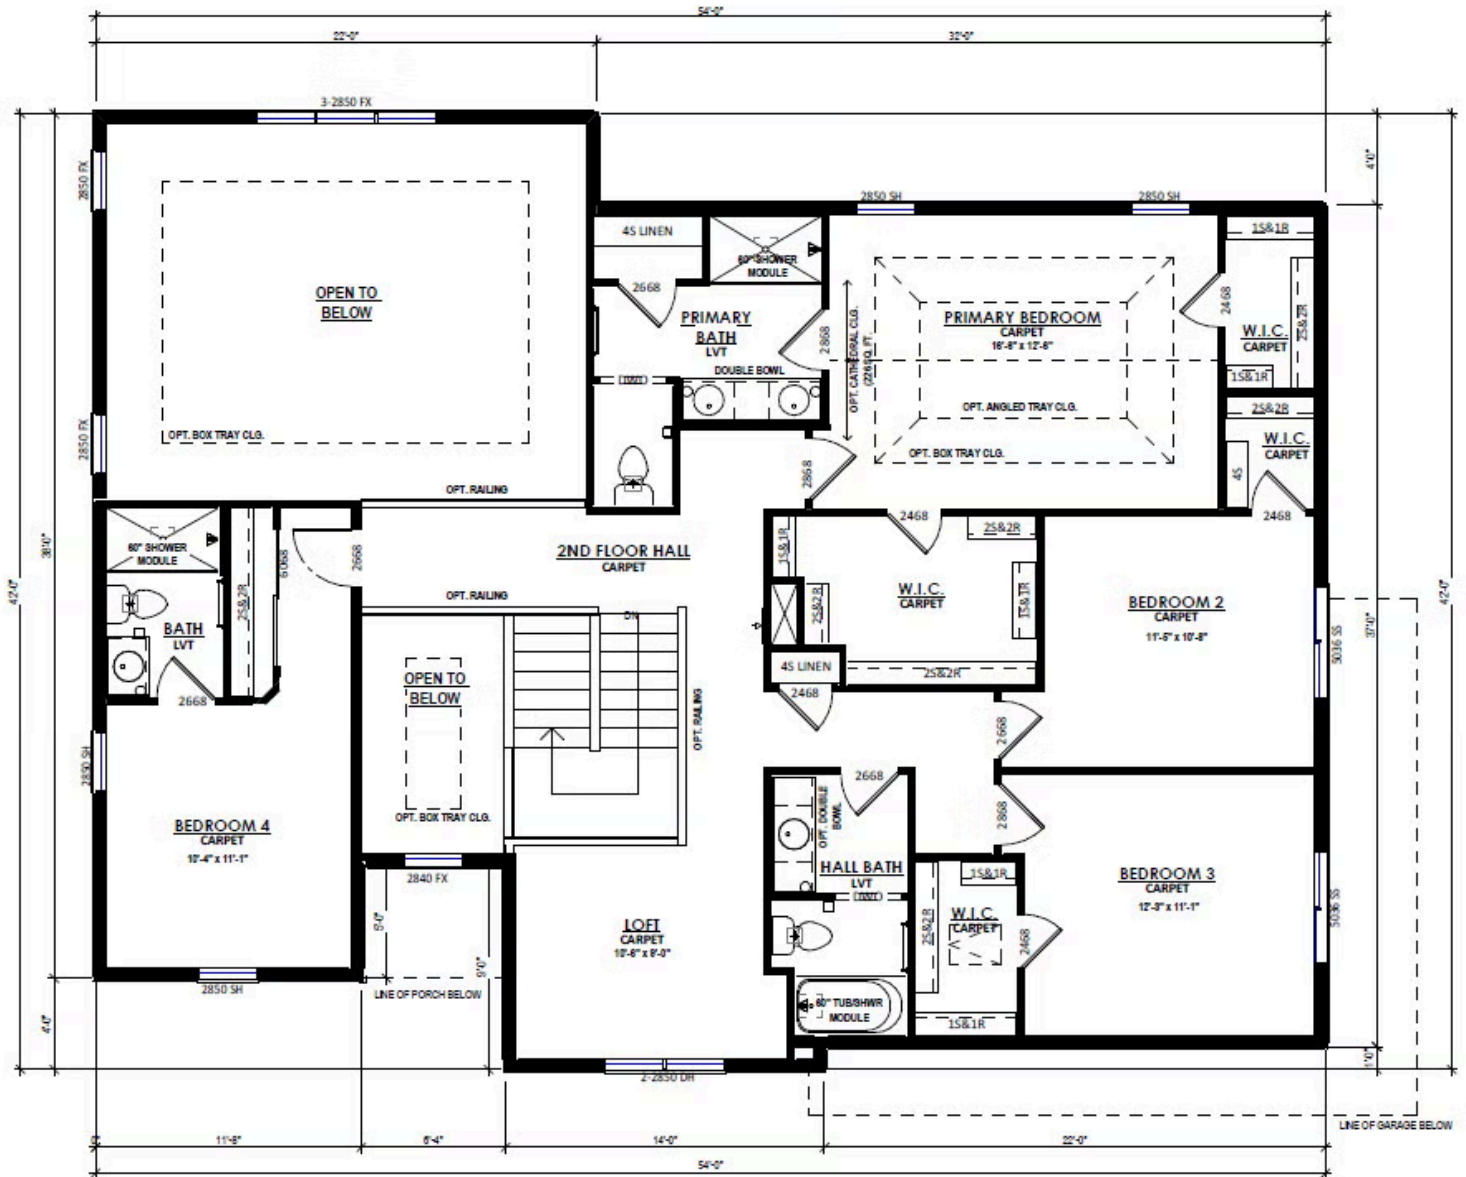 54'-0"
22'-0"
32'-0"
3-2850 FX
2850 FX
2850 SH
2850 SH
4'-0"
4S LINEN
1S&1R
60" SHOWER
MODULE
2668
2468
OPEN TO
BELOW
PRIMARY
BATH
LVT
2868
OPT. CATHEDRAL CLG.
(226 SQ. FT.
PRIMARY BEDROOM
CARPET
16'-6" x 12'-6"
W.I.C.
CARPET
2S&2R
DOUBLE BOWL
1S&1R
OPT. ANGLED TRAY CLG.
2S&2R
OPT. BOX TRAY CLG.
2850 FX
OPT. BOX TRAY CLG.
W.I.C.
CARPET
4S
2868
OPT. RAILING
2468
2468
2S&2R
60" SHOWER
MODULE
6068
2668
2ND FLOOR HALL
CARPET
1S&1R
38'-0"
42'-0"
2S&2R
OPT. RAILING
2S&2R
W.I.C.
CARPET
1S&1R
BEDROOM 2
CARPET
11'-5" x 10'-8"
42'-0"
37'-0"
5036 SS
BATH
LVT
DN
4S LINEN
2S&2R
OPEN TO
BELOW
2668
2468
OPT. RAILING
2668
2850 SH
2668
OPT. DOUBLE
BOWL
2868
OPT. BOX TRAY CLG.
BEDROOM 4
CARPET
10'-4" x 11'-1"
HALL BATH
LVT
1S&1R
BEDROOM 3
CARPET
12'-3" x 11'-1"
2840 FX
5036 SS
2S&2R
W.I.C.
CARPET
2468
LOFT
CARPET
10'-6" x 9'-0"
9'-0"
2850 SH
LINE OF PORCH BELOW
60" TUB/SHWR
MODULE
1S&1R
4'-0"
1'-0"
2-2850 DH
LINE OF GARAGE BELOW
11'-8"
6'-4"
14'-0"
22'-0"
54'-0"